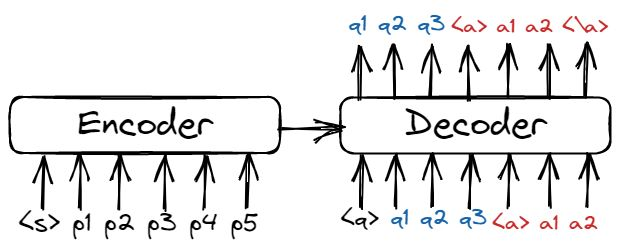 q1 q2 q3 <a> a1 a2 <\a>
Encoder Decoder
<s> p1 p2 p3 p4 p5 <q> q1 q2 q3 <a> a1 a2